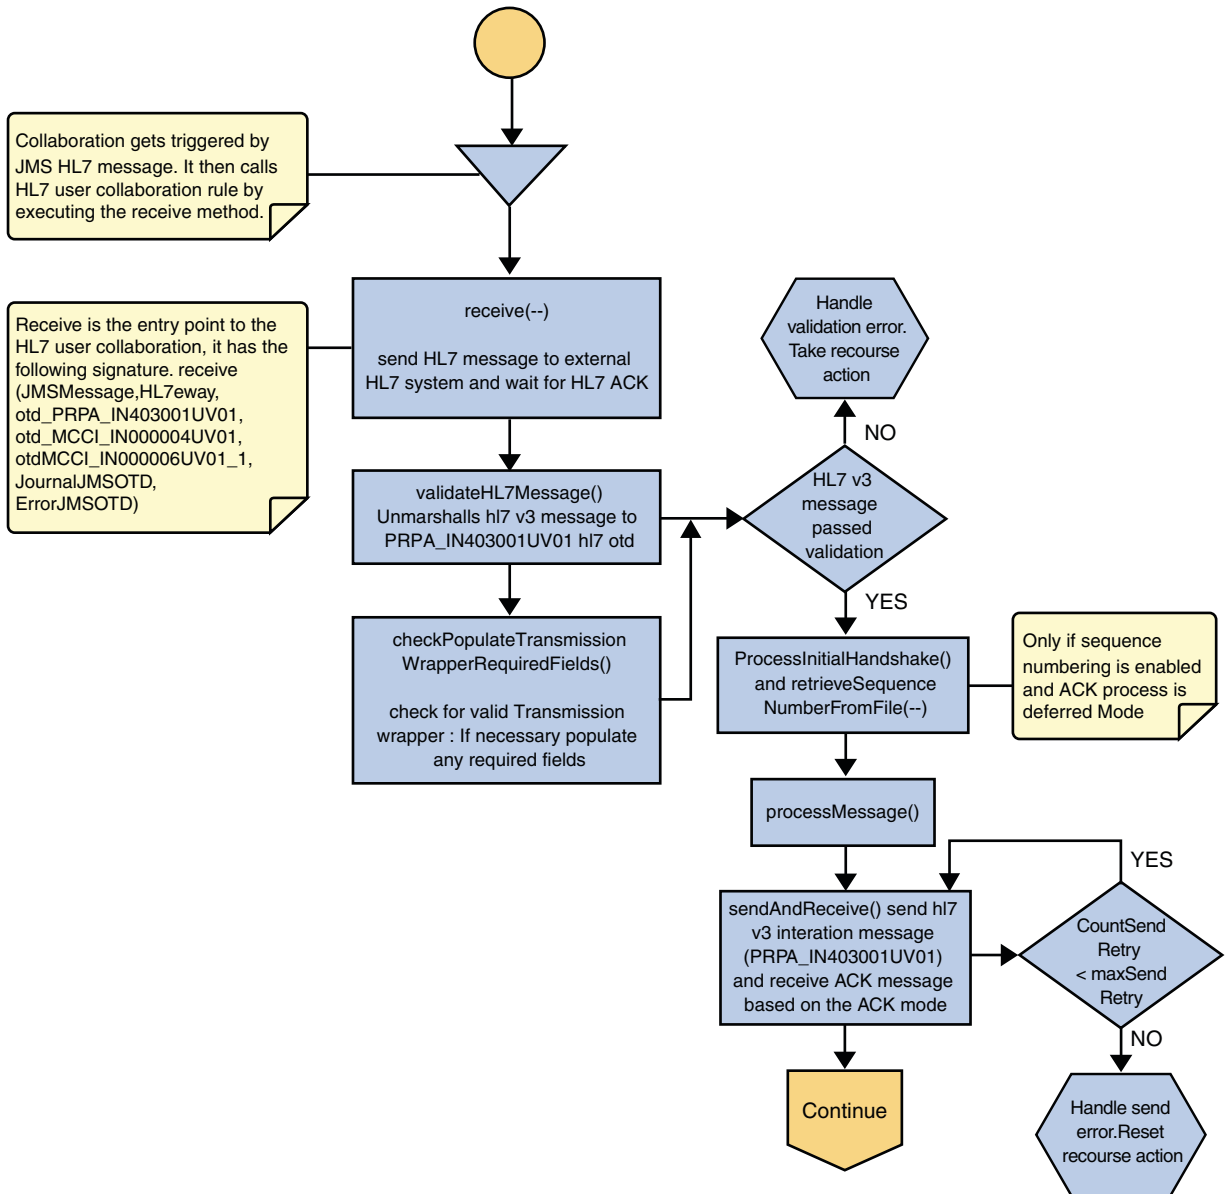 Collaboration gets triggered by
JMS HL7 message. It then calls
HL7 user collaboration rule by
executing the receive method.
receive(--)
send HL7 message to external
HL7 system and wait for HL7 ACK
Receive is the entry point to the
HL7 user collaboration, it has the
following signature. receive
(JMSMessage,HL7eway,
otd_PRPA_IN403001UV01,
otd_MCCI_IN000004UV01,
otdMCCI_IN000006UV01_1,
JournalJMSOTD,
ErrorJMSOTD)
Handle
validation error.
Take recourse
action
NO
validateHL7Message()
Unmarshalls hl7 v3 message to
PRPA_IN403001UV01 hl7 otd
HL7 v3
message
passed
validation
YES
checkPopulateTransmission
WrapperRequiredFields()
check for valid Transmission
wrapper : If necessary populate
any required fields
ProcessInitialHandshake()
and retrieveSequence
NumberFromFile(--)
Only if sequence
numbering is enabled
and ACK process is
deferred Mode
processMessage()
YES
sendAndReceive() send hl7
v3 interation message
(PRPA_IN403001UV01)
and receive ACK message
based on the ACK mode
CountSend
Retry
< maxSend
Retry
NO
Continue
Handle send
error.Reset
recourse action